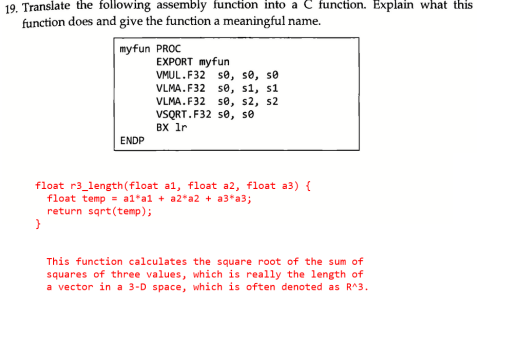 19. Translate the following assembly function into a C function. Explain what this
function does and give the function a meaningful name.
myfun PROC
EXPORT myfun
VMUL.F32 s0, s0, s0
VLMA.F32 s0, s1, s1
VLMA.F32 s0, s2, s2
VSQRT.F32 s0, s0
BX lr
ENDP
float r3_length(float a1, float a2, float a3) {
float temp = a1*a1 + a2*a2 + a3*a3;
return sqrt(temp);
}
This function calculates the square root of the sum of
squares of three values, which is really the length of
a vector in a 3-D space, which is often denoted as R^3.